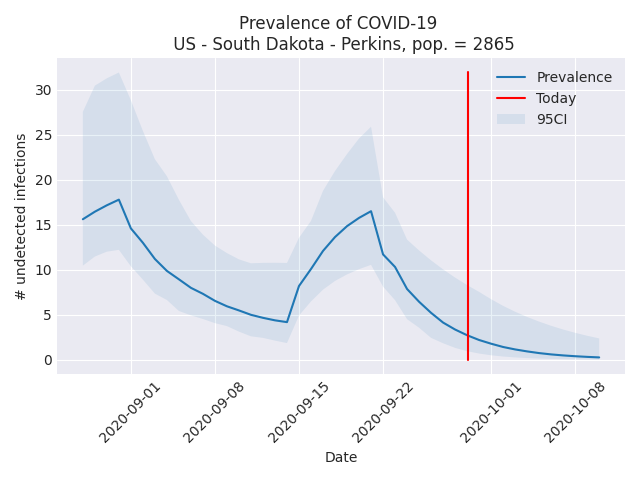 Prevalence of COVID-19
US - South Dakota - Perkins, pop. = 2865
Prevalence
Today
95CI
# undetected infections
30
25
20
15
10
5
0
2020-09-01
2020-09-08
2020-09-15
2020-09-22
2020-10-01
2020-10-08
Date